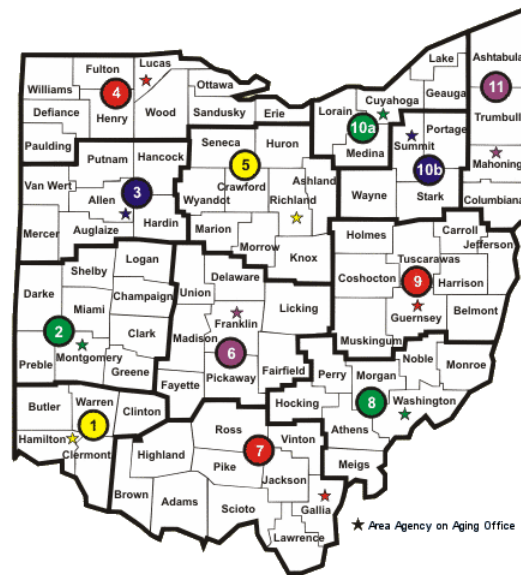 Lake
Ashtabula
Lucas
Fulton
Williams
Ottawa
Geauga
11
4
Cuyahoga
Lorain
Defiance
Henry
Wood
Sandusky
Erie
10a
Trumbull
Paulding
Medina
Summit
Portage
Seneca
Huron
Putnam
Hancock
5
Mahoning
10b
Van Wert
3
Crawford
Ashland
Allen
Wyandot
Richland
Wayne
Stark
Columbiana
Hardin
Mercer
Auglaize
Marion
Morrow
Holmes
Carroll
Jefferson
Knox
Logan
Tuscarawas
Shelby
Delaware
Coshocton
9
Harrison
Darke
Champaign
Union
Licking
Miami
Guernsey
Belmont
2
Clark
Madison
Franklin
Muskingum
6
Noble
Preble
Montgomery
Greene
Pickaway
Fairfield
Perry
Morgan
Monroe
Fayette
8
Butler
Warren
Clinton
Hocking
Washington
1
Athens
Hamilton
Ross
Vinton
Clermont
Highland
7
Meigs
Pike
Jackson
Brown
Adams
Scioto
Gallia
Lawrence
Area Agency on Aging Office